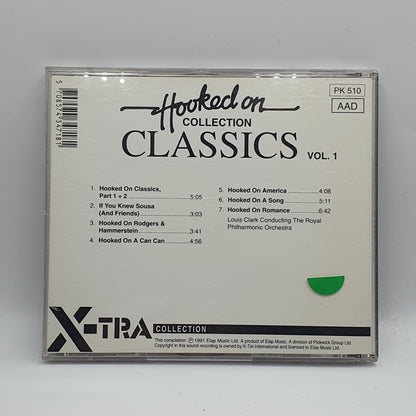 Hooked on
COLLECTION
CLASSICS VOL. 1
PK 510
AAD
1. Hooked On Classics,
Part 1 + 2 ..................5:05
2. If You Knew Sousa
(And Friends) ..................3:03
3. Hooked On Rodgers &
Hammerstein ..................3:41
4. Hooked On A Can Can ......4:56
5. Hooked On America ............4:08
6. Hooked On A Song ............5:11
7. Hooked On Romance ........6:42
Louis Clark Conducting The Royal
Philharmonic Orchestra
X-TRA COLLECTION
This compilation Ⓟ 1991 Elap Music Ltd. A product of Elap Music. A division of Pickwick Group Ltd
Copyright in this sound recording is owned by K-Tel International and licensed to Elap Music Ltd.